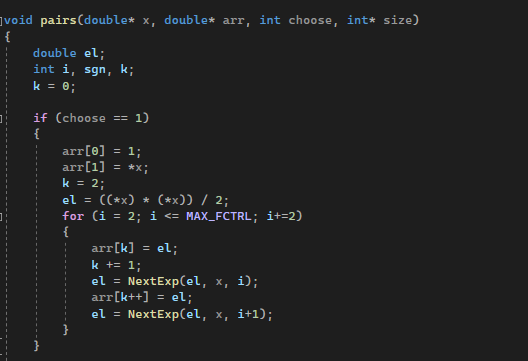 void pairs(double* x, double* arr, int choose, int* size)
{
double el;
int i, sgn, k;
k = 0;
if (choose == 1)
{
arr[0] = 1;
arr[1] = *x;
k = 2;
el = ((*x) * (*x)) / 2;
for (i = 2; i <= MAX_FCTRL; i+=2)
{
arr[k] = el;
k += 1;
el = NextExp(el, x, i);
arr[k++] = el;
el = NextExp(el, x, i+1);
}
}